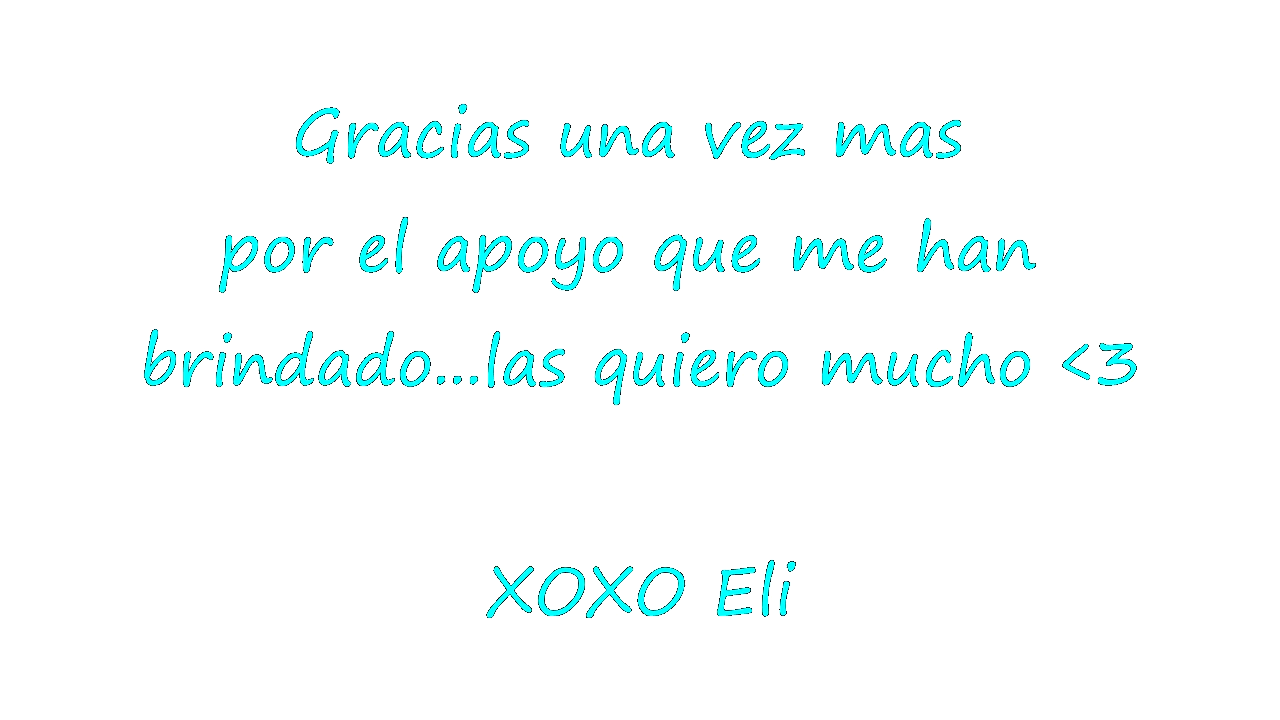 Gracias una vez mas
por el apoyo que me han
brindado...las quiero mucho <3
XOXO Eli